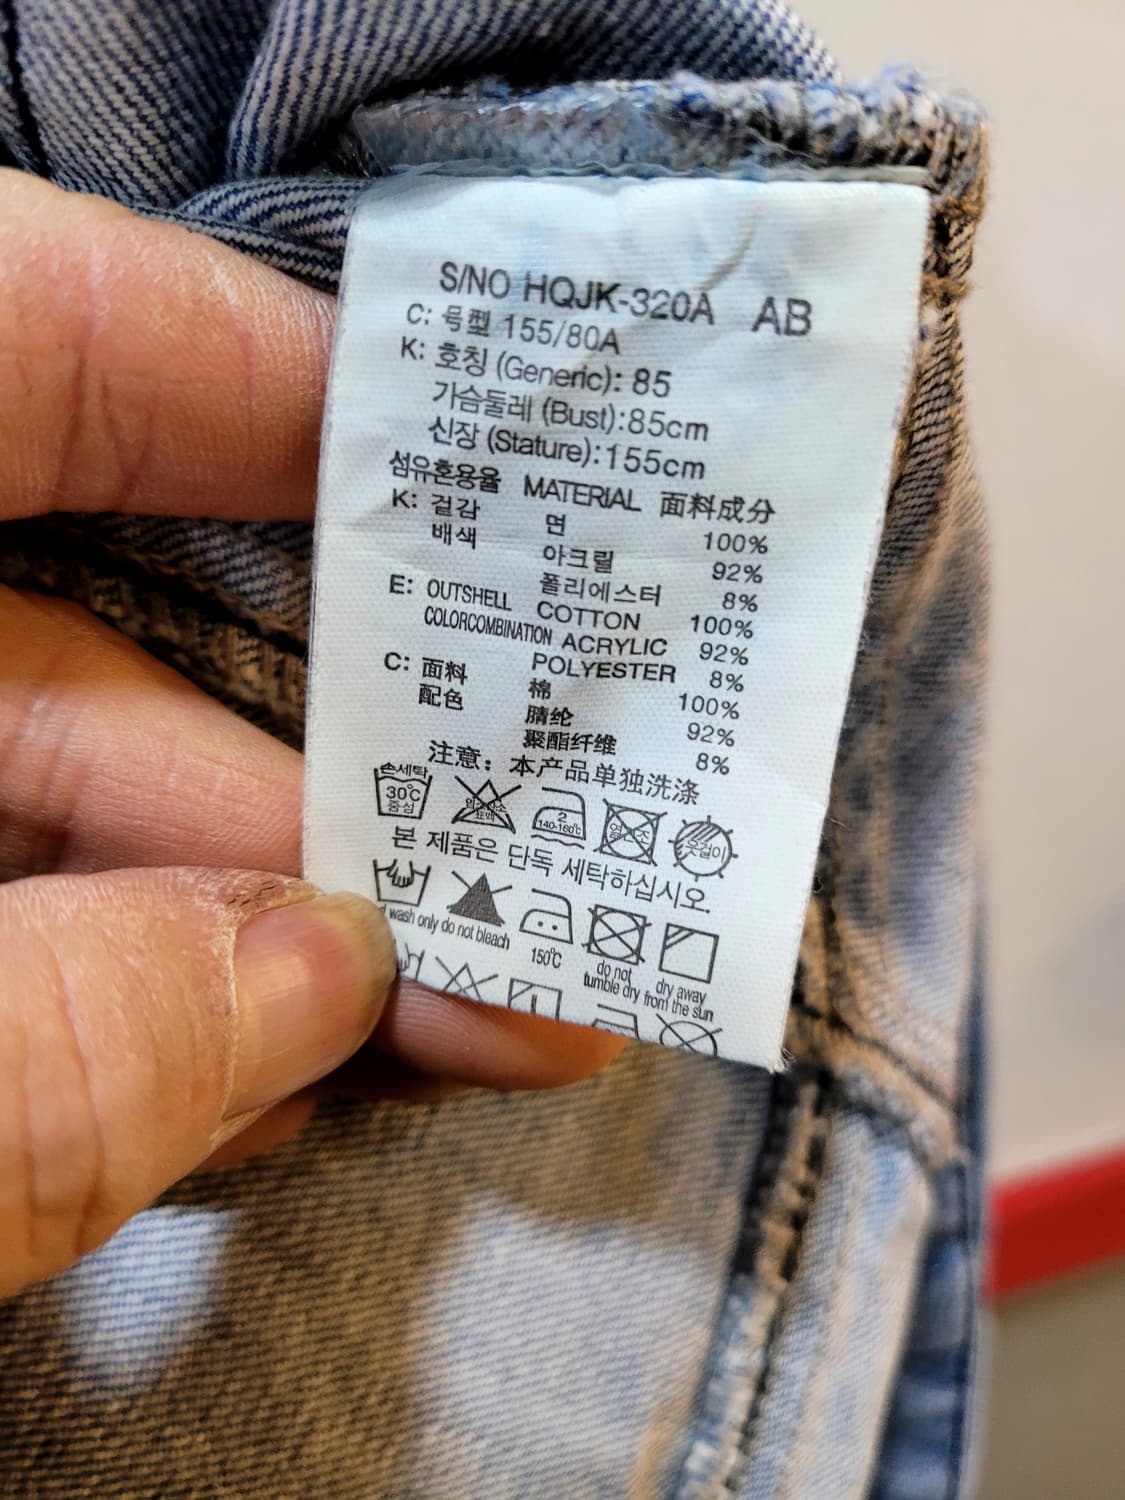 S/NO HQJK-320A AB
C: 号型 155/80A
K: 호칭 (Generic): 85
가슴둘레 (Bust):85cm
신장 (Stature):155cm
섬유혼용율 MATERIAL 面料成分
K: 겉감 면 100%
배색 아크릴 92%
폴리에스터 8%
E: OUTSHELL COTTON 100%
COLORCOMBINATION ACRYLIC 92%
POLYESTER 8%
C: 面料 棉 100%
配色 腈纶 92%
聚酯纤维 8%
注意：本产品单独洗涤
손세탁
30℃ 2
중성 표백 140-160℃ 옷걸이
본 제품은 단독 세탁하십시오.
wash only do not bleach 150℃ do not tumble dry dry away from the sun